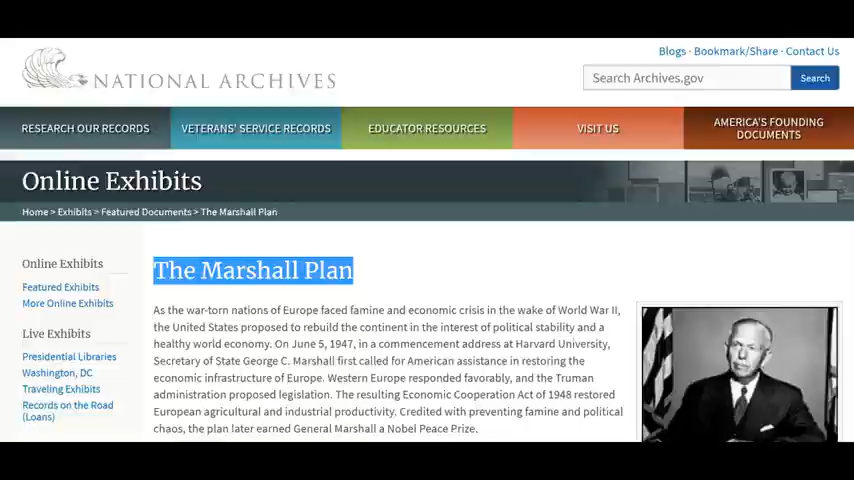 Blogs · Bookmark/Share · Contact Us
NATIONAL ARCHIVES
Search Archives.gov
Search
RESEARCH OUR RECORDS
VETERANS' SERVICE RECORDS
EDUCATOR RESOURCES
VISIT US
AMERICA'S FOUNDING
DOCUMENTS
Online Exhibits
Home > Exhibits > Featured Documents > The Marshall Plan
Online Exhibits
Featured Exhibits
More Online Exhibits
Live Exhibits
Presidential Libraries
Washington, DC
Traveling Exhibits
Records on the Road
(Loans)
The Marshall Plan
As the war-torn nations of Europe faced famine and economic crisis in the wake of World War II,
the United States proposed to rebuild the continent in the interest of political stability and a
healthy world economy. On June 5, 1947, in a commencement address at Harvard University,
Secretary of State George C. Marshall first called for American assistance in restoring the
economic infrastructure of Europe. Western Europe responded favorably, and the Truman
administration proposed legislation. The resulting Economic Cooperation Act of 1948 restored
European agricultural and industrial productivity. Credited with preventing famine and political
chaos, the plan later earned General Marshall a Nobel Peace Prize.